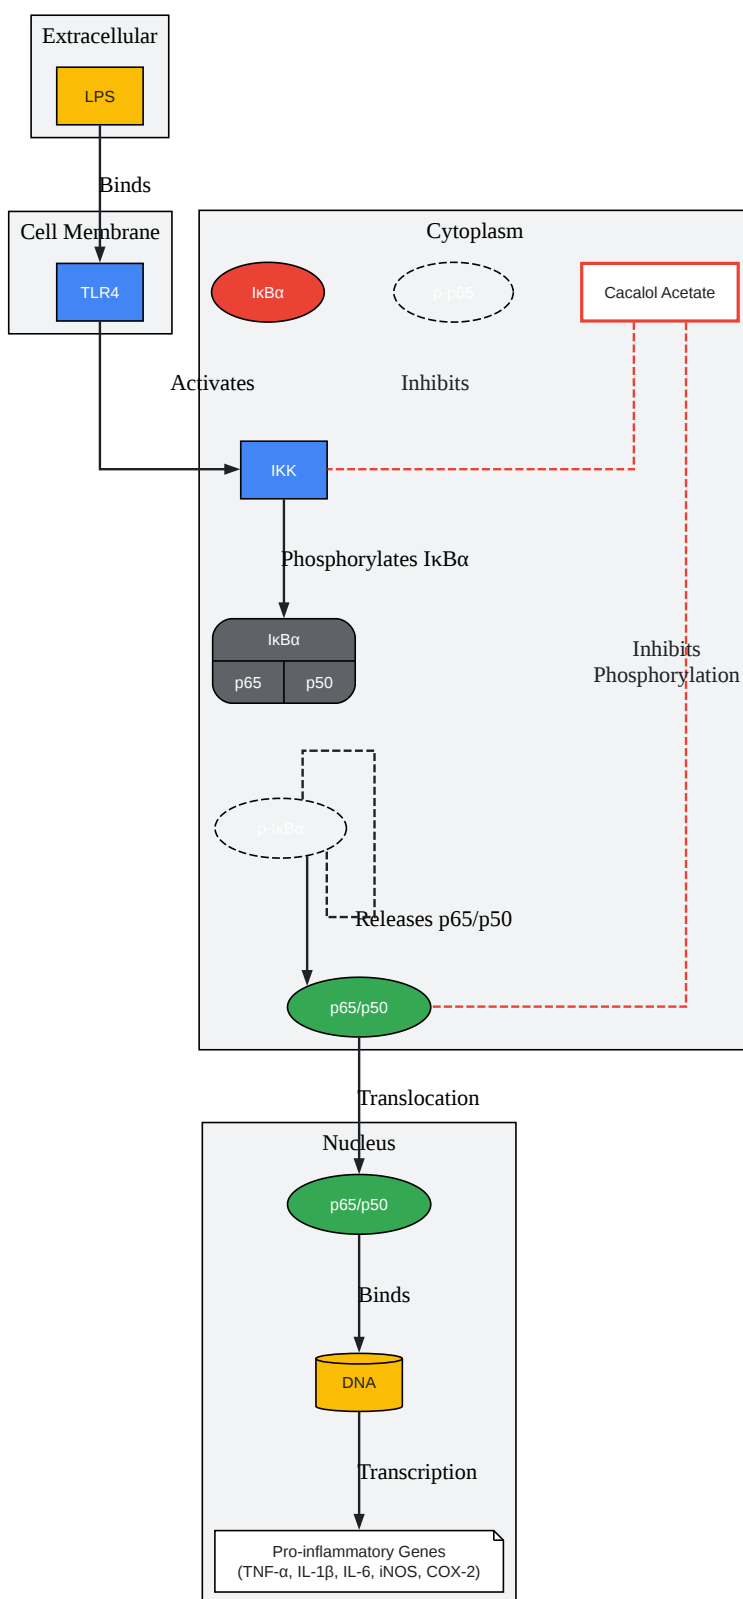 Extracellular
LPS
Binds
Cell Membrane
TLR4
Cytoplasm
IκBα
p-p65
Cacalol Acetate
Activates
Inhibits
IKK
Phosphorylates IκBα
IκBα
p65
p50
Inhibits
Phosphorylation
p-IκBα
Releases p65/p50
p65/p50
Translocation
Nucleus
p65/p50
Binds
DNA
Transcription
Pro-inflammatory Genes
(TNF-α, IL-1β, IL-6, iNOS, COX-2)